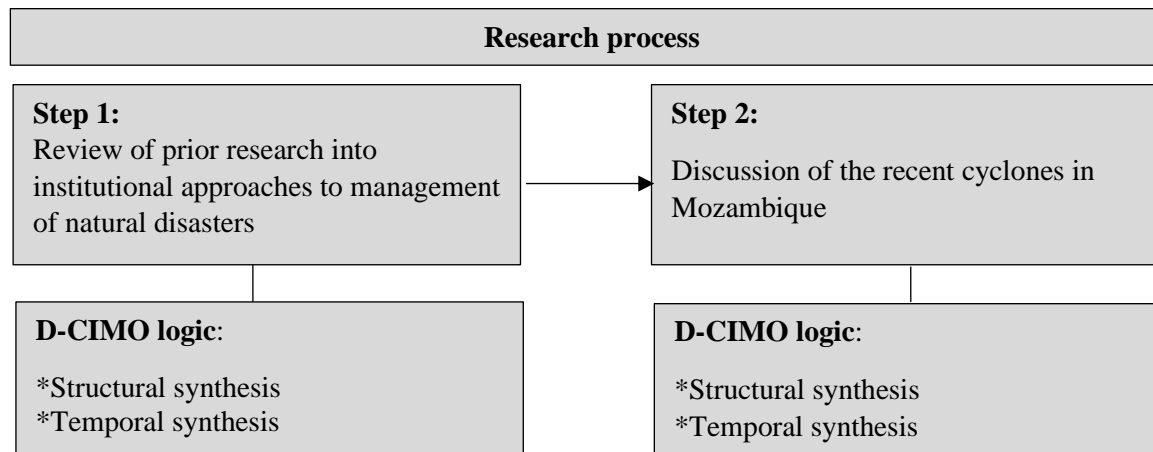 Research process
Step 1:
Review of prior research into
institutional approaches to management
of natural disasters
Step 2:
Discussion of the recent cyclones in
Mozambique
D-CIMO logic:
*Structural synthesis
*Temporal synthesis
D-CIMO logic:
*Structural synthesis
*Temporal synthesis